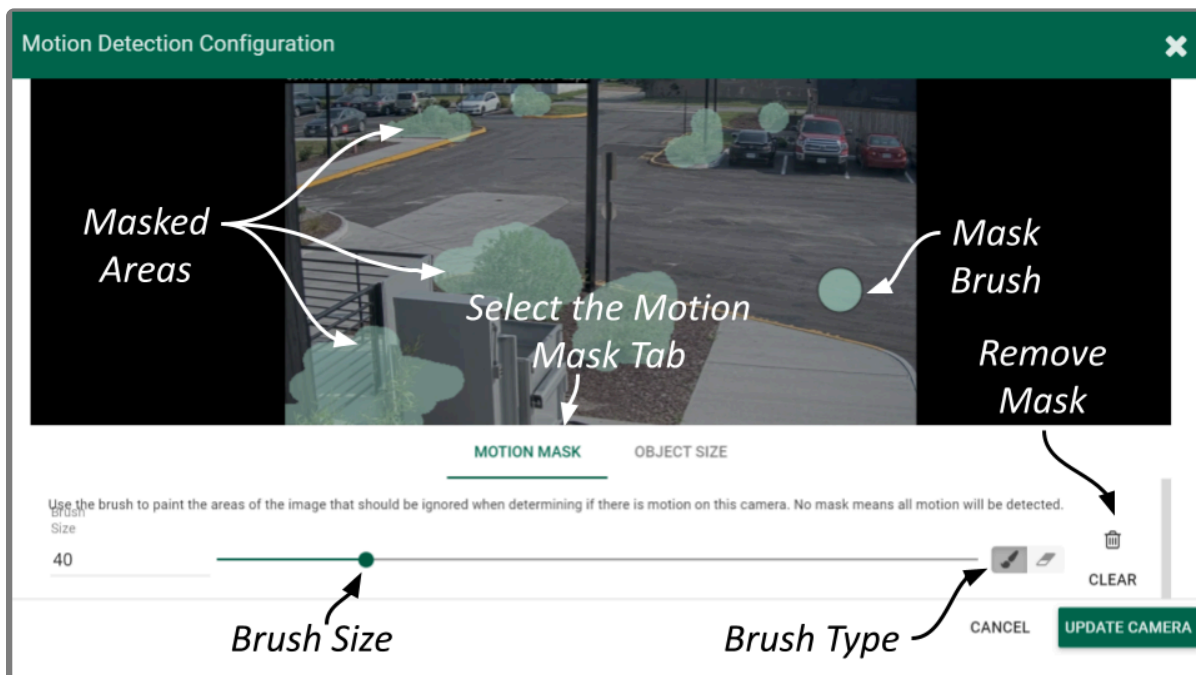 Motion Detection Configuration
Masked
Areas
Mask
Brush
Select the Motion
Mask Tab
Remove
Mask
MOTION MASK
OBJECT SIZE
Use the brush to paint the areas of the image that should be ignored when determining if there is motion on this camera. No mask means all motion will be detected.
Brush
Size
40
CLEAR
Brush Size
Brush Type
CANCEL
UPDATE CAMERA